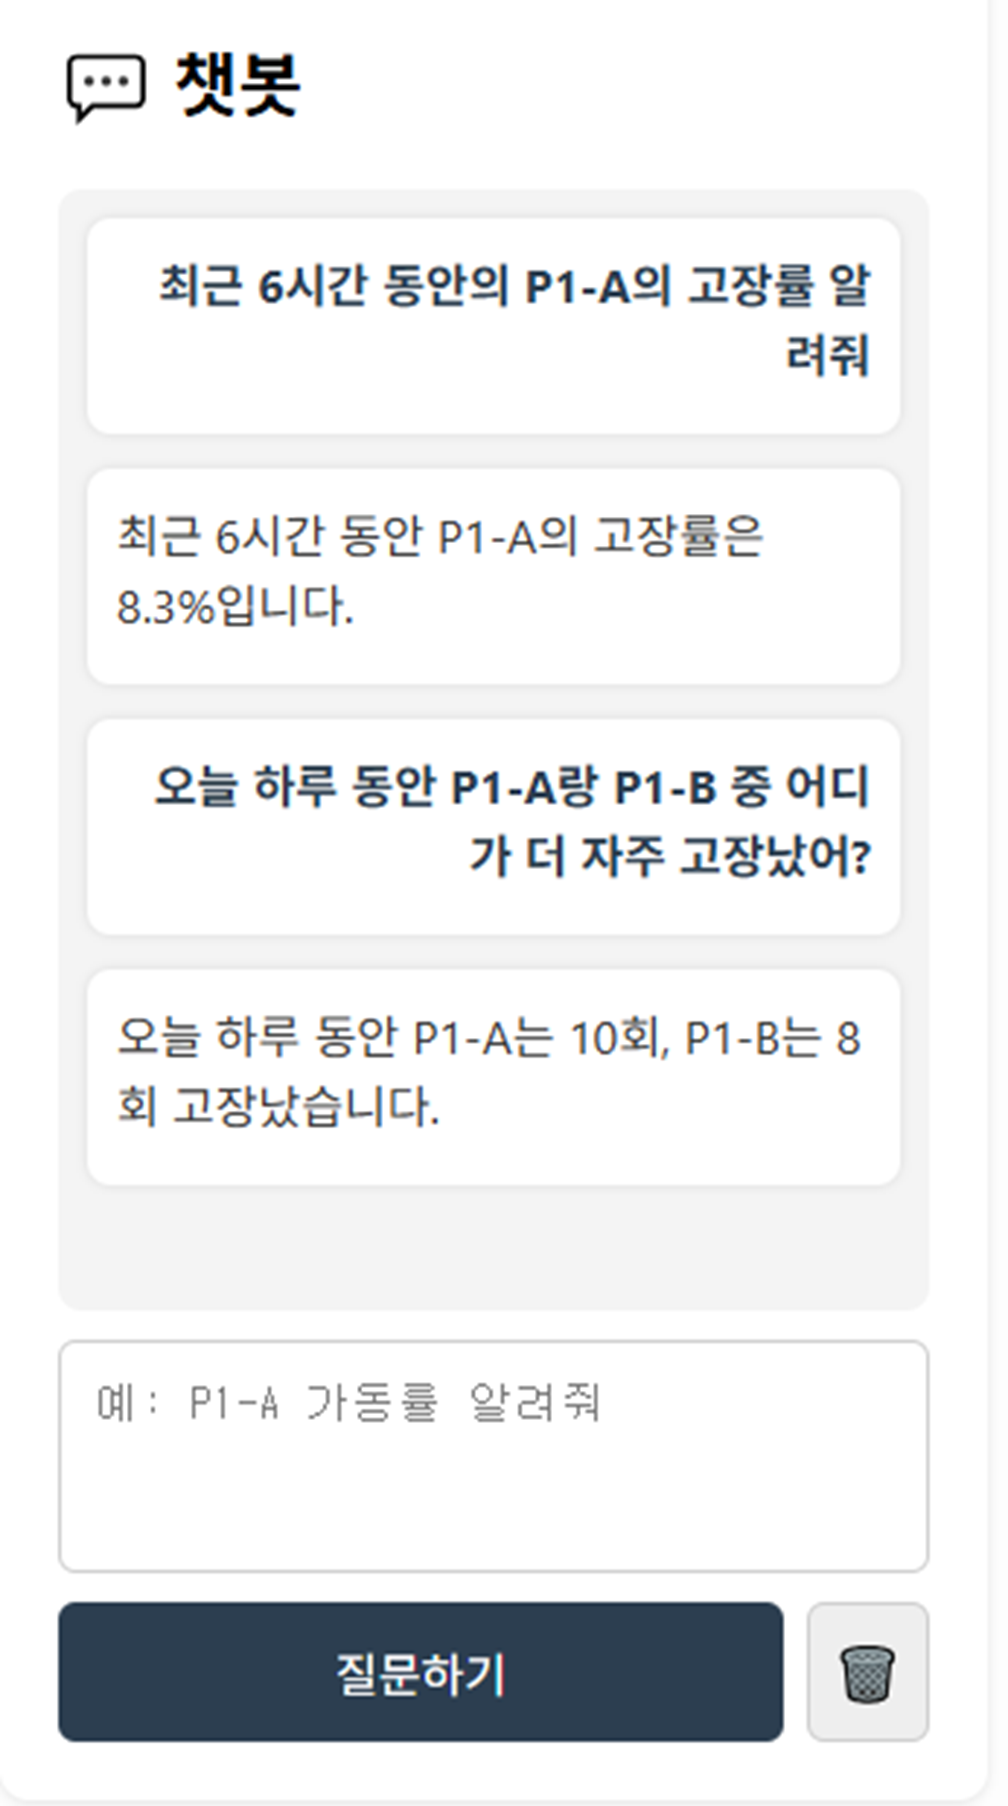 챗봇
최근 6시간 동안의 P1-A의 고장률 알
려줘
최근 6시간 동안 P1-A의 고장률은
8.3%입니다.
오늘 하루 동안 P1-A랑 P1-B 중 어디
가 더 자주 고장났어?
오늘 하루 동안 P1-A는 10회, P1-B는 8
회 고장났습니다.
예: P1-A 가동률 알려줘
질문하기